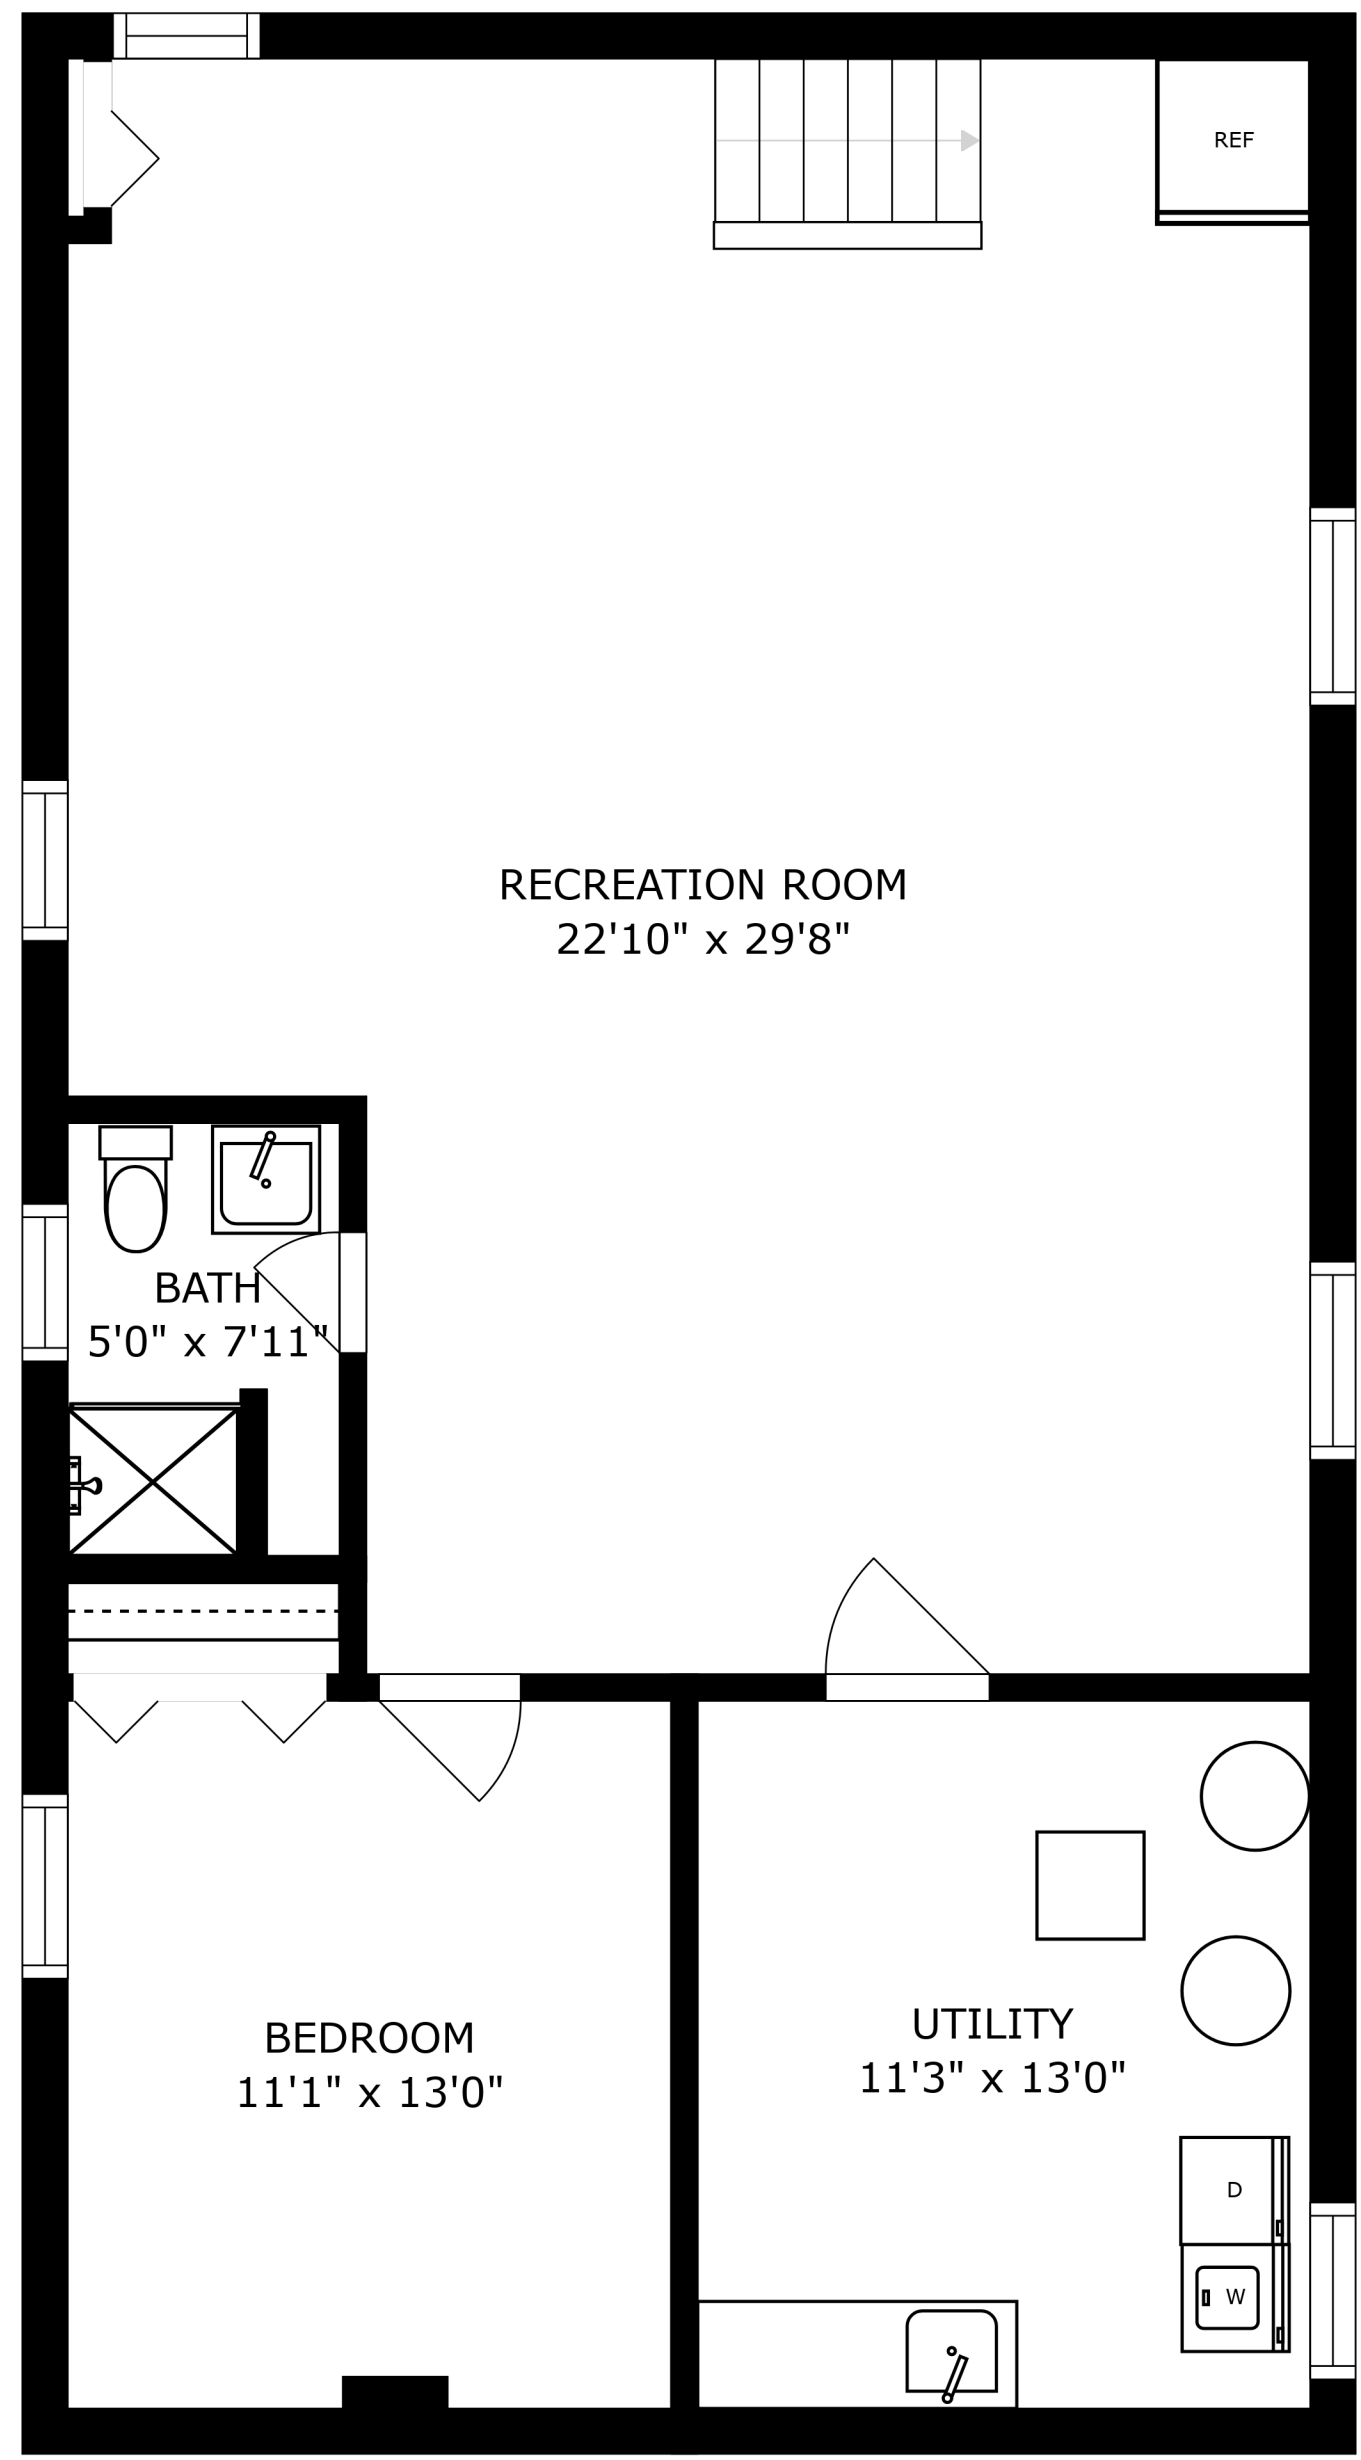 REF
RECREATION ROOM
22'10" x 29'8"
BATH
5'0" x 7'11"
UTILITY
11'3" x 13'0"
BEDROOM
11'1" x 13'0"
D
W